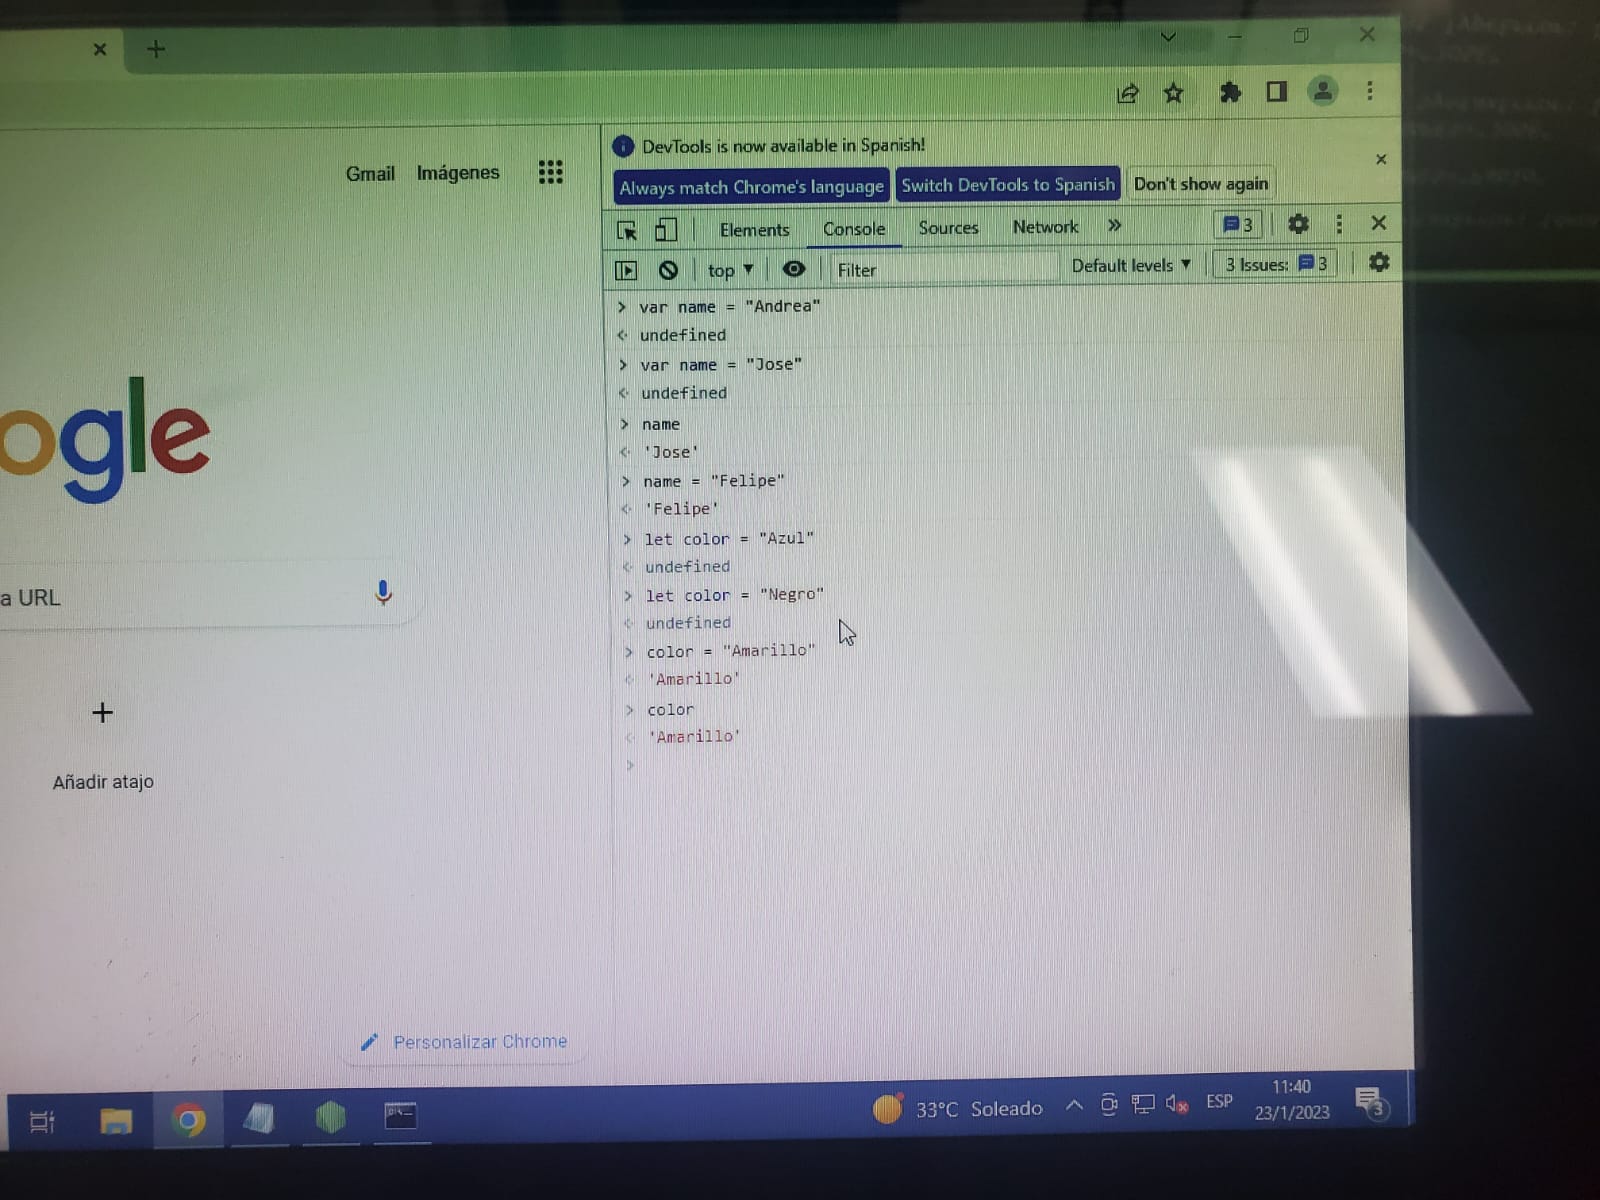 Gmail Imágenes
ogle
a URL
Añadir atajo
Personalizar Chrome
DevTools is now available in Spanish!
Always match Chrome's language Switch DevTools to Spanish Don't show again
Elements Console Sources Network » 3
top ▼ Filter Default levels ▼ 3 Issues: 3
> var name = "Andrea"
undefined
> var name = "Jose"
undefined
> name
'Jose'
> name = "Felipe"
'Felipe'
> let color = "Azul"
undefined
> let color = "Negro"
undefined
> color = "Amarillo"
'Amarillo'
> color
'Amarillo'
>
33°C Soleado ESP 11:40
23/1/2023 3